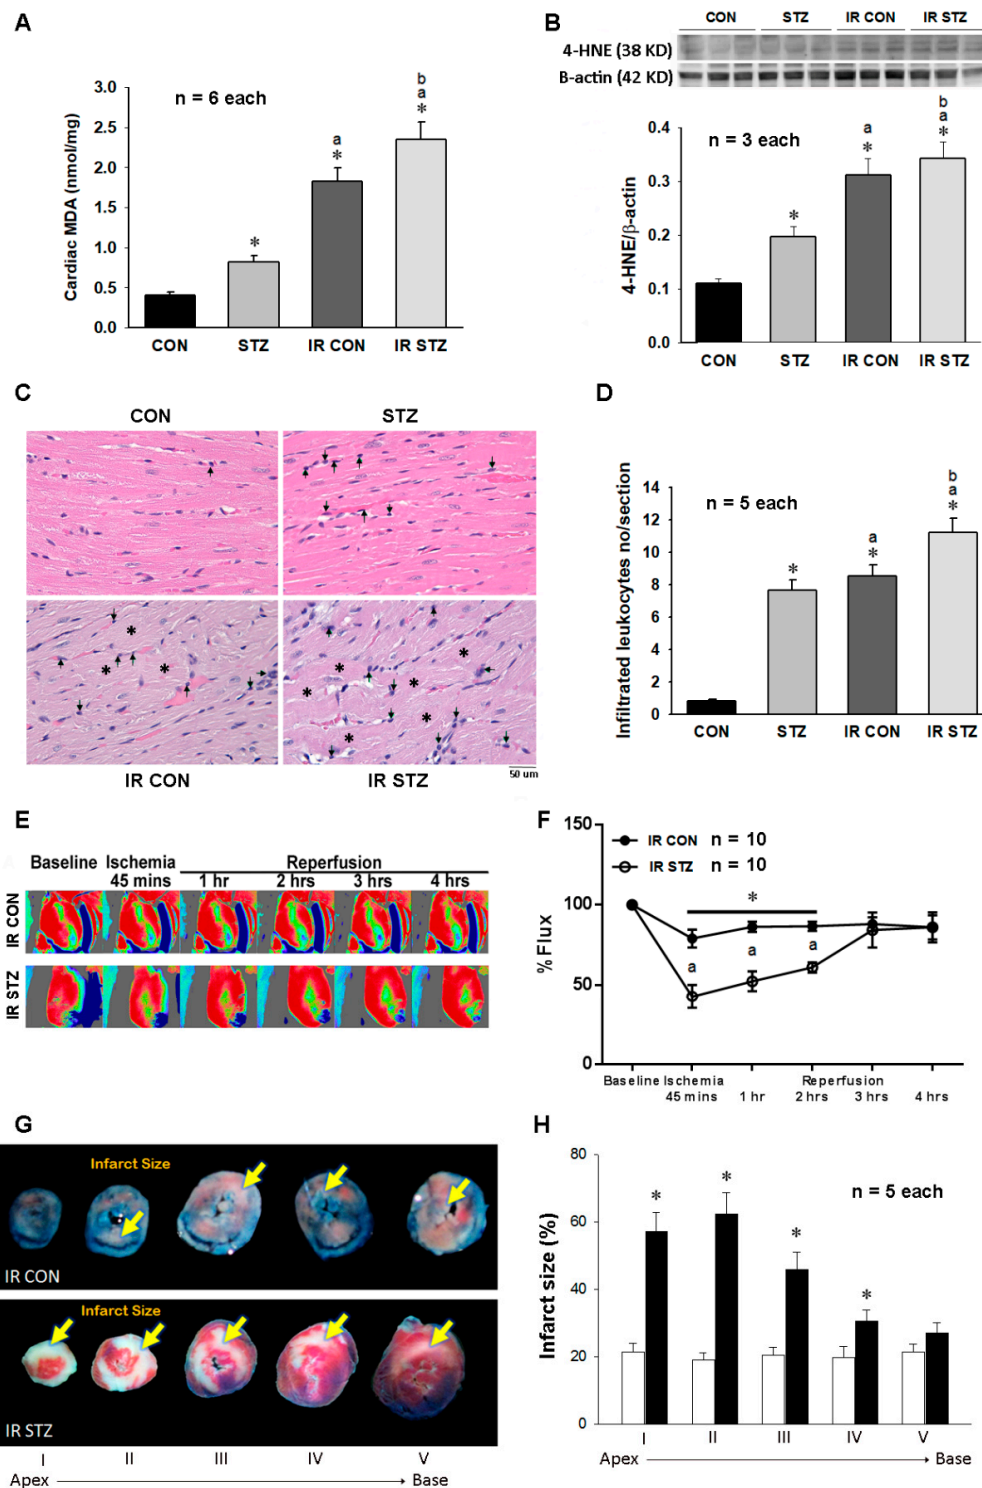 A
n = 6 each
Cardiac MDA (nmol/mg)
3.0
2.5
2.0
1.5
1.0
0.5
0.0
*
a
*
b
a
*
CON STZ IR CON IR STZ
B
CON STZ IR CON IR STZ
4-HNE (38 KD)
B-actin (42 KD)
n = 3 each
4-HNE/β-actin
0.4
0.3
0.2
0.1
0.0
*
a
*
b
a
*
CON STZ IR CON IR STZ
C
CON STZ
IR CON IR STZ
50 um
D
n = 5 each
Infiltrated leukocytes no/section
14
12
10
8
6
4
2
0
*
a
*
b
a
*
CON STZ IR CON IR STZ
E
Baseline Ischemia Reperfusion
45 mins 1 hr 2 hrs 3 hrs 4 hrs
IR CON
IR STZ
F
IR CON n = 10
IR STZ n = 10
% Flux
150
100
50
0
*
a a a
Baseline Ischemia Reperfusion
45 mins 1 hr 2 hrs 3 hrs 4 hrs
G
Infarct Size
IR CON
Infarct Size
IR STZ
I II III IV V
Apex Base
H
n = 5 each
Infarct size (%)
80
60
40
20
0
* * * *
I II III IV V
Apex Base